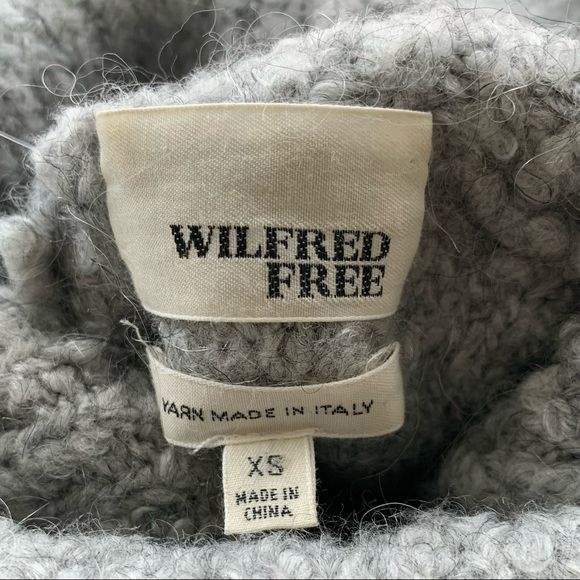 WILFRED
FREE
YARN MADE IN ITALY
XS
MADE IN
CHINA